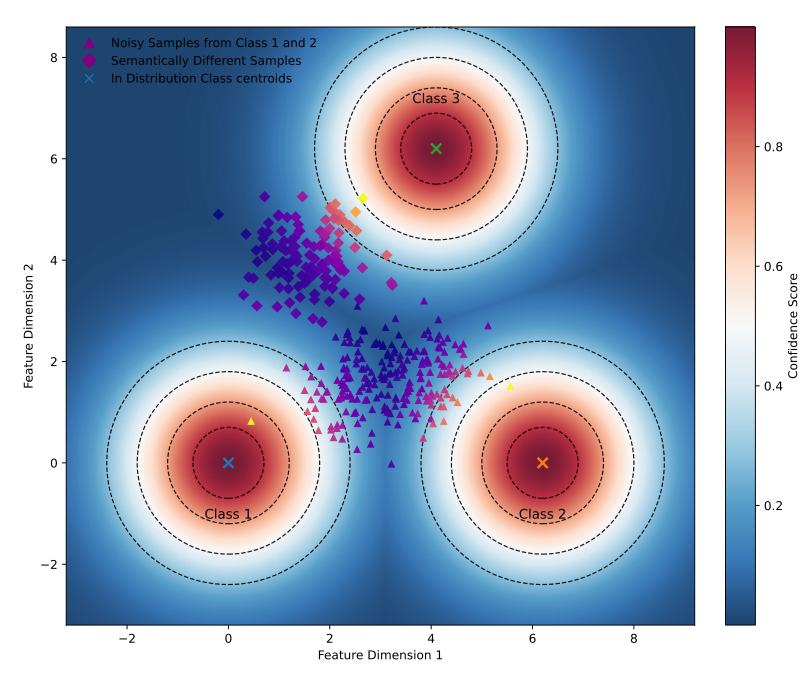 Noisy Samples from Class 1 and 2
Semantically Different Samples
In Distribution Class centroids
Class 3
Class 1
Class 2
8
6
4
2
0
−2
Feature Dimension 2
−2
0
2
4
6
8
Feature Dimension 1
0.8
0.6
0.4
0.2
Confidence Score